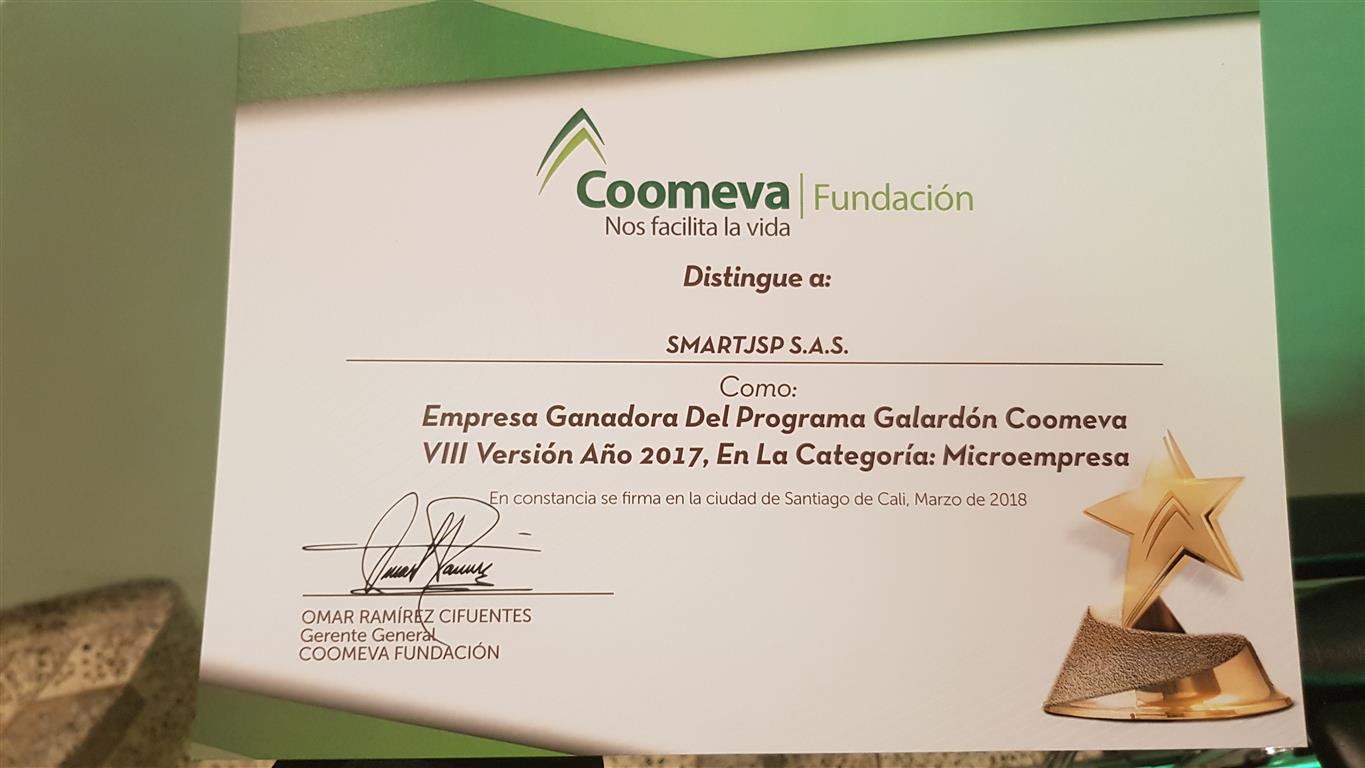 Coomeva | Fundación
Nos facilita la vida
Distingue a:
SMARTJSP S.A.S.
Como:
Empresa Ganadora Del Programa Galardón Coomeva
VIII Versión Año 2017, En La Categoría: Microempresa
En constancia se firma en la ciudad de Santiago de Cali, Marzo de 2018
Omar Ramírez
OMAR RAMÍREZ CIFUENTES
Gerente General
COOMEVA FUNDACIÓN